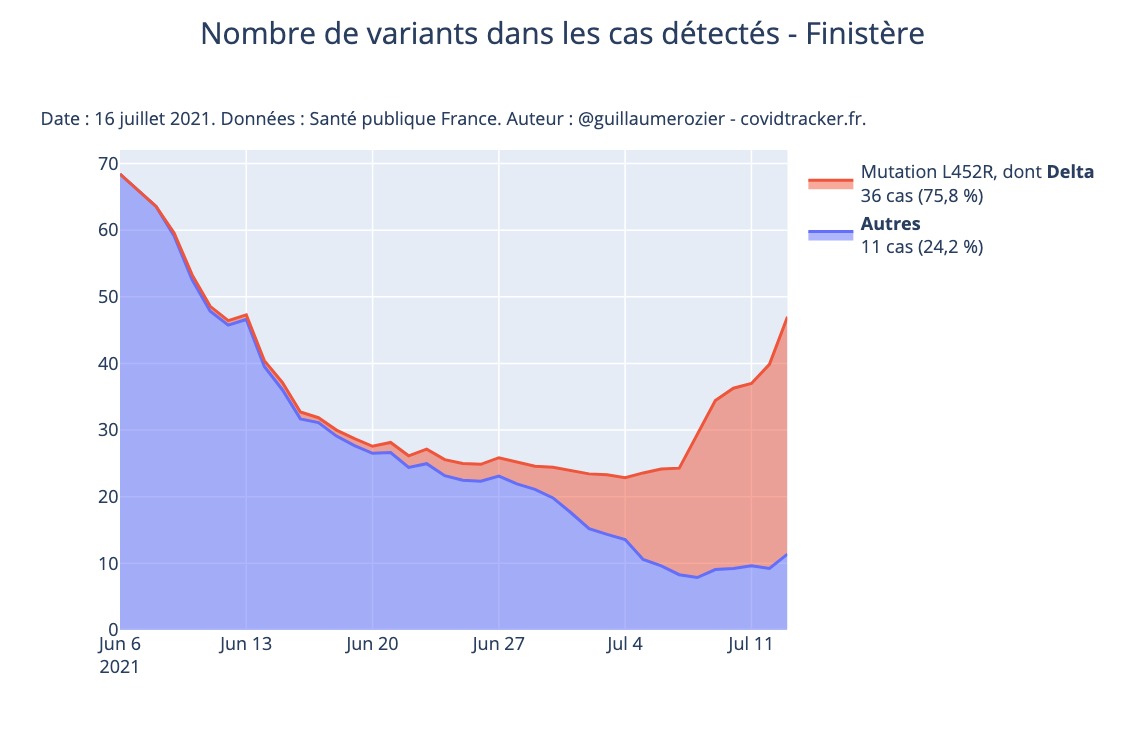 Nombre de variants dans les cas détectés - Finistère
Date : 16 juillet 2021. Données : Santé publique France. Auteur : @guillaumerozier - covidtracker.fr.
Mutation L452R, dont Delta
36 cas (75,8 %)
Autres
11 cas (24,2 %)
70
60
50
40
30
20
10
0
Jun 6 Jun 13 Jun 20 Jun 27 Jul 4 Jul 11
2021